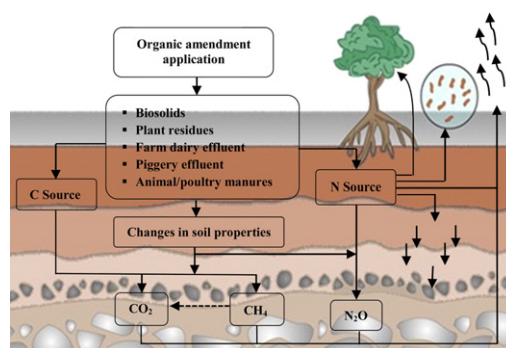 Organic amendment
application
Biosolids
Plant residues
Farm dairy effluent
Piggery effluent
Animal/poultry manures
C Source
N Source
Changes in soil properties
CO₂
CH₄
N₂O